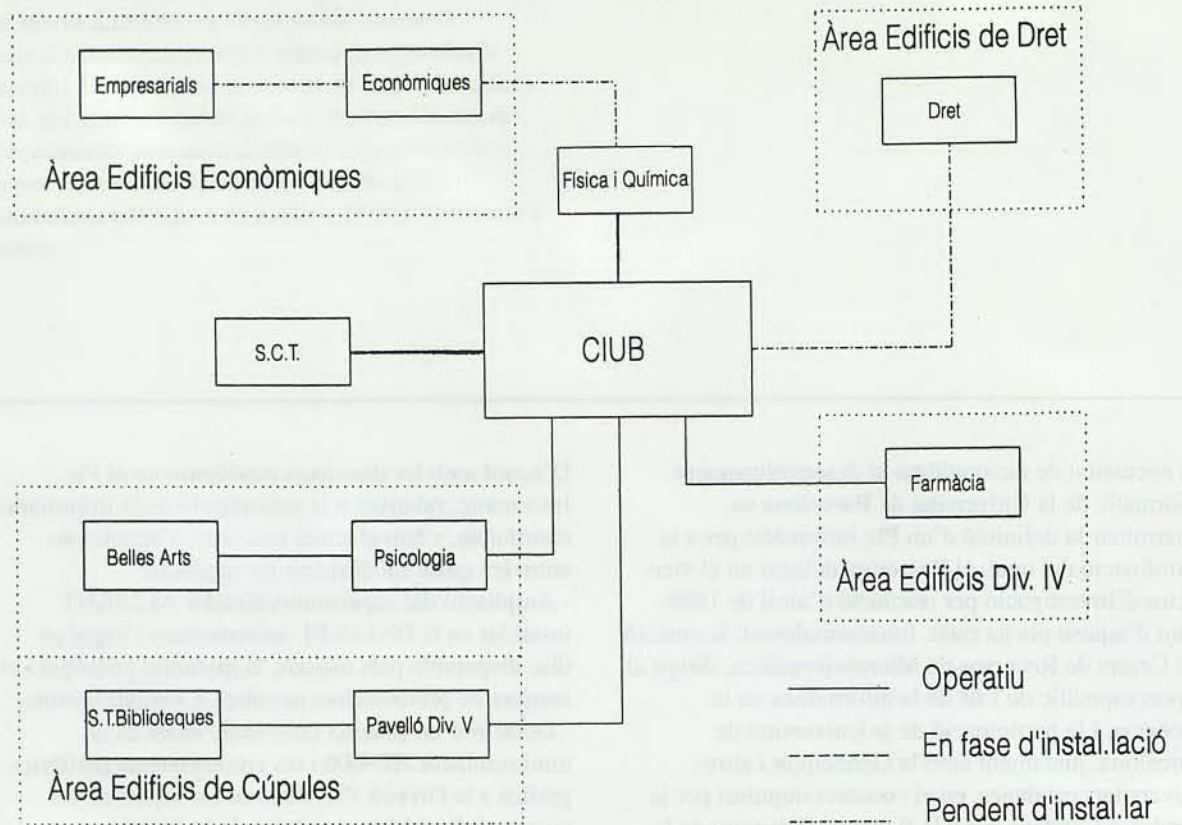 Àrea Edificis de Dret
Empresarials
Econòmiques
Dret
Àrea Edificis Econòmiques
Física i Química
S.C.T.
CIUB
Farmàcia
Belles Arts
Psicologia
Àrea Edificis Div. IV.
S.T.Biblioteques
Pavelló Div. V
Operatiu
Àrea Edificis de Cúpules
En fase d'instal.lació
Pendent d'instal.lar